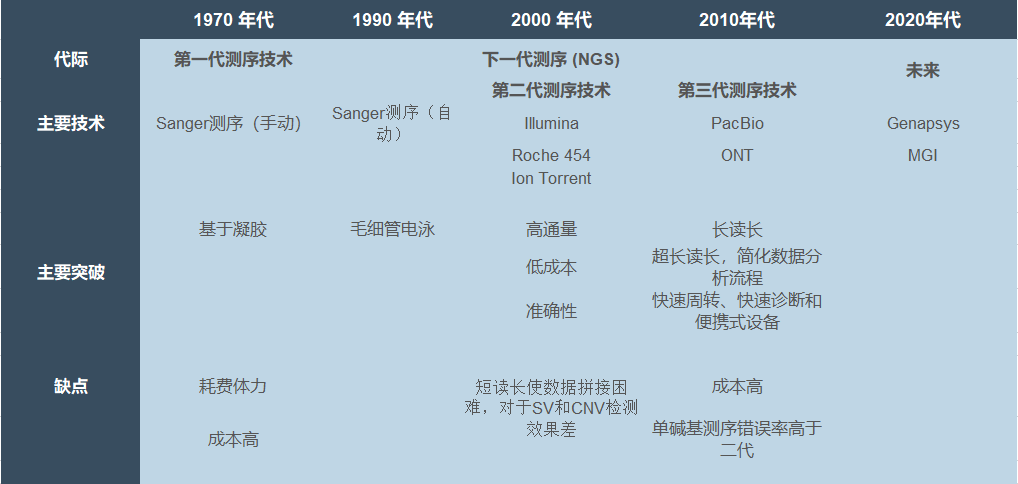 1970 年代 1990 年代 2000 年代 2010年代 2020年代
代际 第一代测序技术 下一代测序 (NGS) 未来
第二代测序技术 第三代测序技术
主要技术 Sanger测序（手动） Sanger测序（自动） Illumina PacBio Genapsys
Roche 454 ONT MGI
Ion Torrent
主要突破 基于凝胶 毛细管电泳 高通量 长读长
低成本 超长读长，简化数据分析流程
准确性 快速周转、快速诊断和便携式设备
缺点 耗费体力 短读长使数据拼接困难，对于SV和CNV检测效果差 成本高
成本高 单碱基测序错误率高于二代